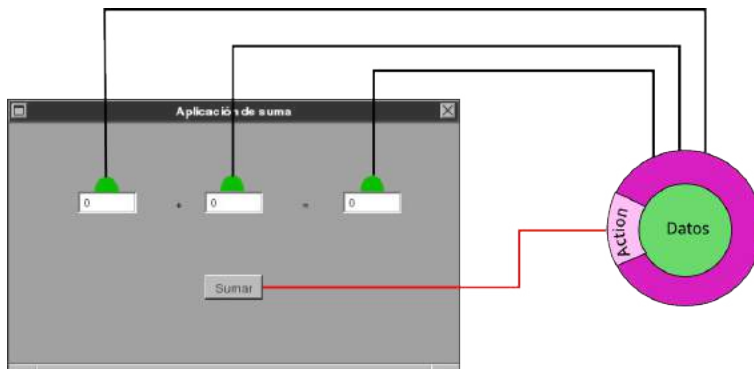 Aplicación de suma
0 + 0 = 0
Sumar
Action
Datos